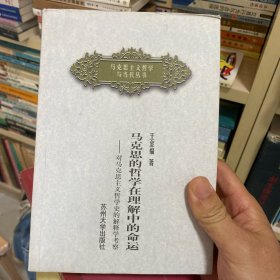 马克思主义哲学
与当代丛书
王金福 著
马克思的哲学在理解中的命运
——对马克思主义哲学史的解释学考察
苏州大学出版社